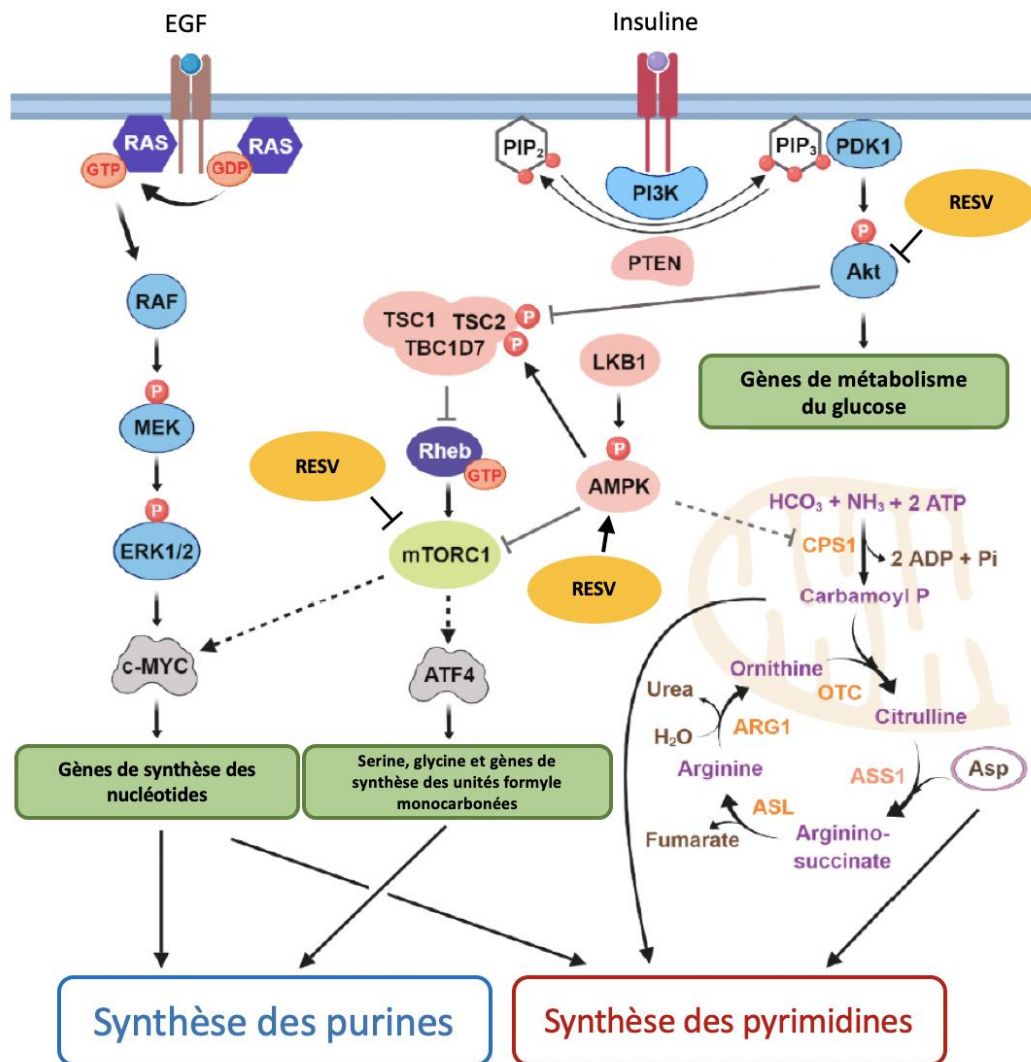 EGF
Insuline
RAS
RAS
GTP
GDP
PIP2
PIP3
PDK1
PI3K
PTEN
RESV
P
Akt
RAF
TSC1 TSC2
TBC1D7
P
P
LKB1
Gènes de métabolisme
du glucose
P
MEK
RESV
Rheb
GTP
P
AMPK
HCO3 + NH3 + 2 ATP
CPS1
2 ADP + Pi
P
ERK1/2
mTORC1
RESV
Carbamoyl P
c-MYC
ATF4
Ornithine
OTC
Urea
Citrulline
H2O
ARG1
Arginine
ASS1
Asp
ASL
Fumarate
Arginino-
succinate
Gènes de synthèse des
nucléotides
Serine, glycine et gènes de
synthèse des unités formyle
monocarbonées
Synthèse des purines
Synthèse des pyrimidines